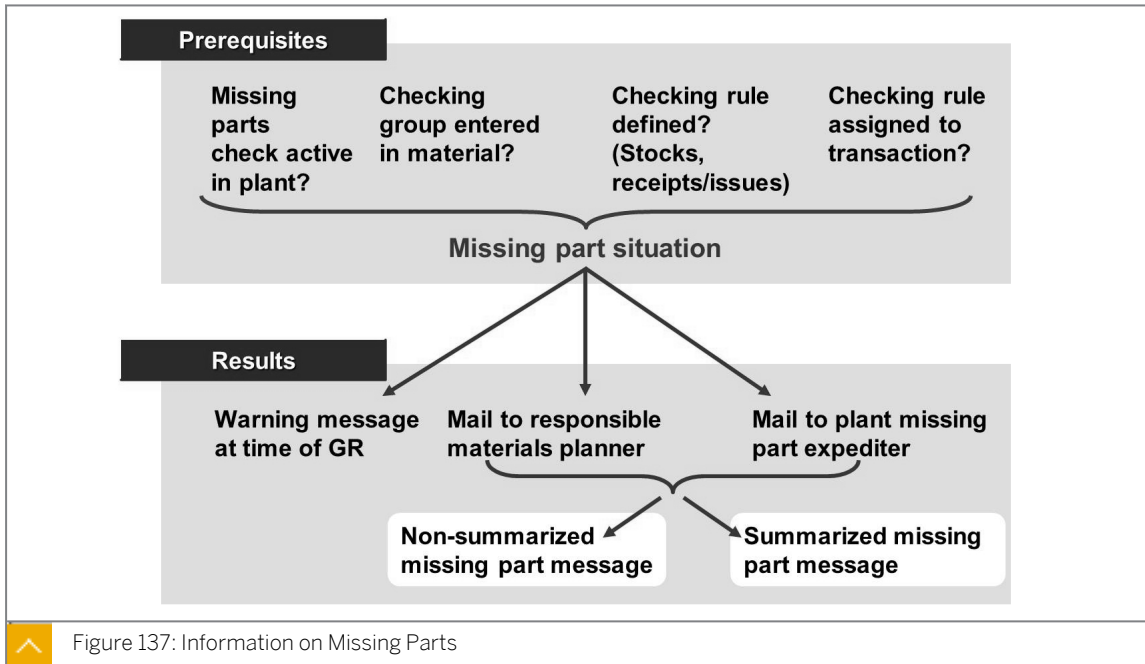 Prerequisites
Missing
parts
check active
in plant?
Checking
group entered
in material?
Checking rule
defined?
(Stocks,
receipts/issues)
Checking rule
assigned to
transaction?
Missing part situation
Results
Warning message
at time of GR
Mail to responsible
materials planner
Mail to plant missing
part expediter
Non-summarized
missing part message
Summarized missing
part message
Figure 137: Information on Missing Parts